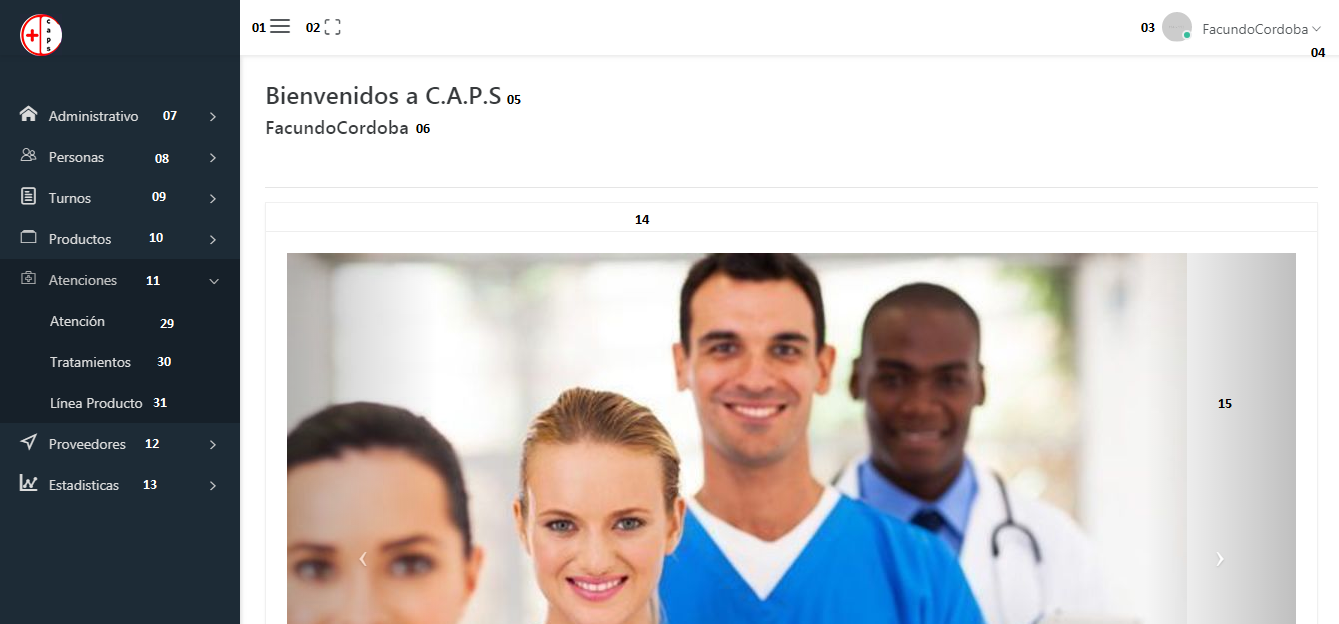 caps
01 02 03 FacundoCordoba
04
Bienvenidos a C.A.P.S 05
FacundoCordoba 06
Administrativo 07
Personas 08
Turnos 09
Productos 10
Atenciones 11
Atención 29
Tratamientos 30
Línea Producto 31
Proveedores 12
Estadisticas 13
14
15